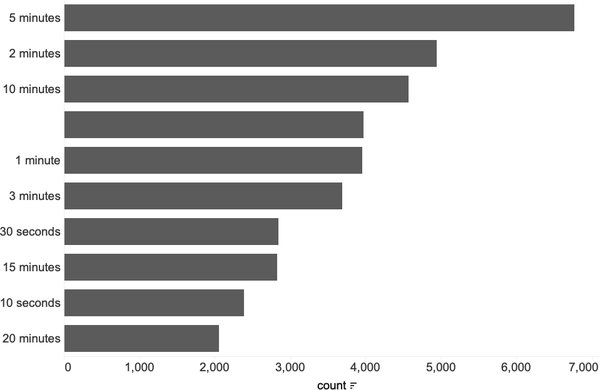 5 minutes
2 minutes
10 minutes
1 minute
3 minutes
30 seconds
15 minutes
10 seconds
20 minutes
0 1,000 2,000 3,000 4,000 5,000 6,000 7,000
count